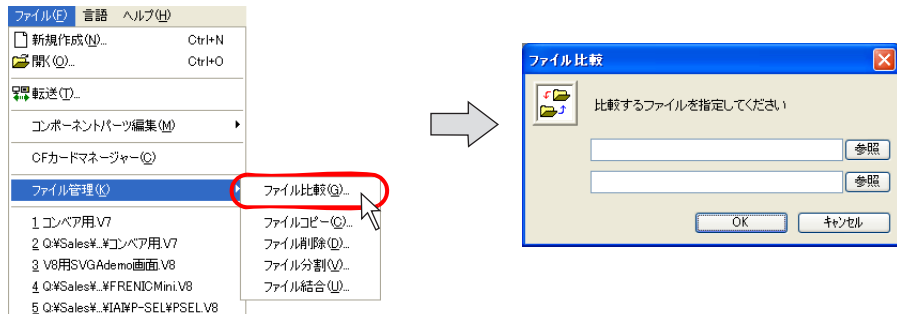 ファイル(F) 言語 ヘルプ(H)
新規作成(N)... Ctrl+N
開く(O)... Ctrl+O
転送(T)...
コンポーネントパーツ編集(M)
CFカードマネージャー(C)
ファイル管理(K)
1 コンベア用.V7
2 Q:¥Sales¥...¥コンベア用.V7
3 V8用SVGAdemo画面.V8
4 Q:¥Sales¥...¥FRENICMini.V8
5 Q:¥Sales¥...¥IAI¥P-SEL¥PSEL.V8
ファイル比較(G)...
ファイルコピー(C)...
ファイル削除(D)...
ファイル分割(V)...
ファイル結合(U)...
ファイル比較
比較するファイルを指定してください
参照
参照
OK キャンセル